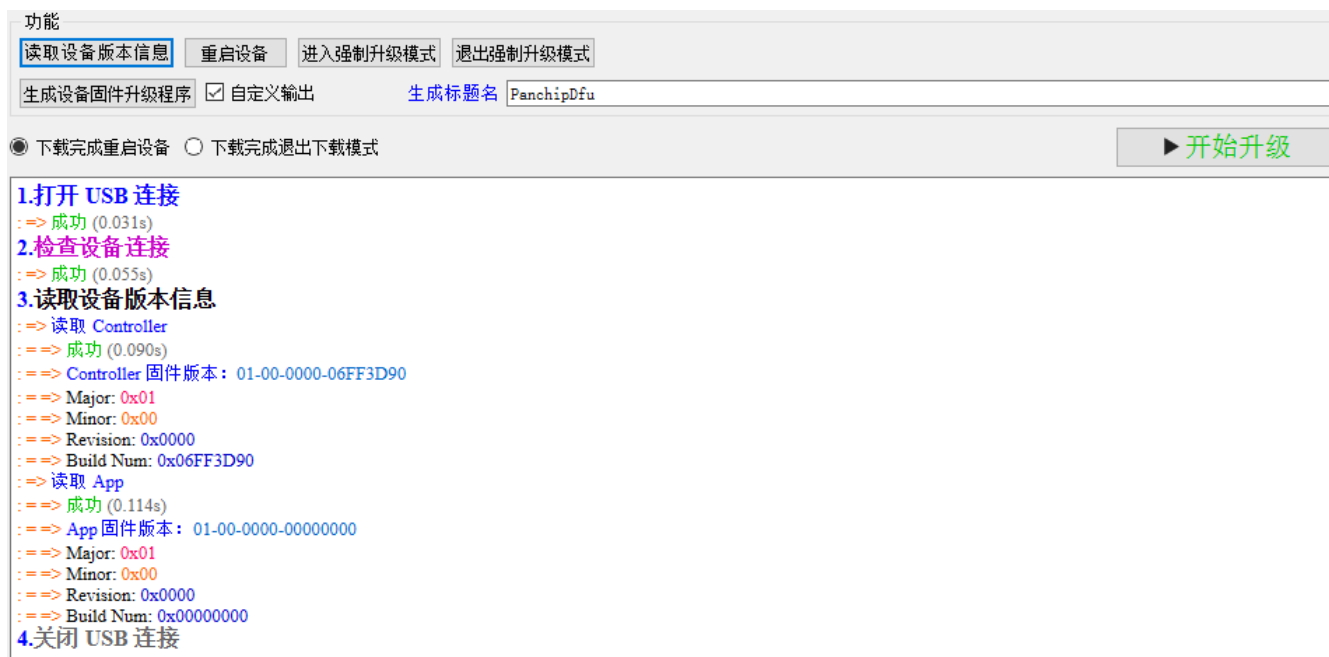 功能
读取设备版本信息 重启设备 进入强制升级模式 退出强制升级模式
生成设备固件升级程序 自定义输出 生成标题名 PanchipDfu
下载完成重启设备 下载完成退出下载模式 ▶开始升级
1.打开 USB 连接
: => 成功 (0.031s)
2.检查设备连接
: => 成功 (0.055s)
3.读取设备版本信息
: => 读取 Controller
: = => 成功 (0.090s)
: = => Controller 固件版本：01-00-0000-06FF3D90
: = => Major: 0x01
: = => Minor: 0x00
: = => Revision: 0x0000
: = => Build Num: 0x06FF3D90
: => 读取 App
: = => 成功 (0.114s)
: = => App 固件版本：01-00-0000-00000000
: = => Major: 0x01
: = => Minor: 0x00
: = => Revision: 0x0000
: = => Build Num: 0x00000000
4.关闭 USB 连接